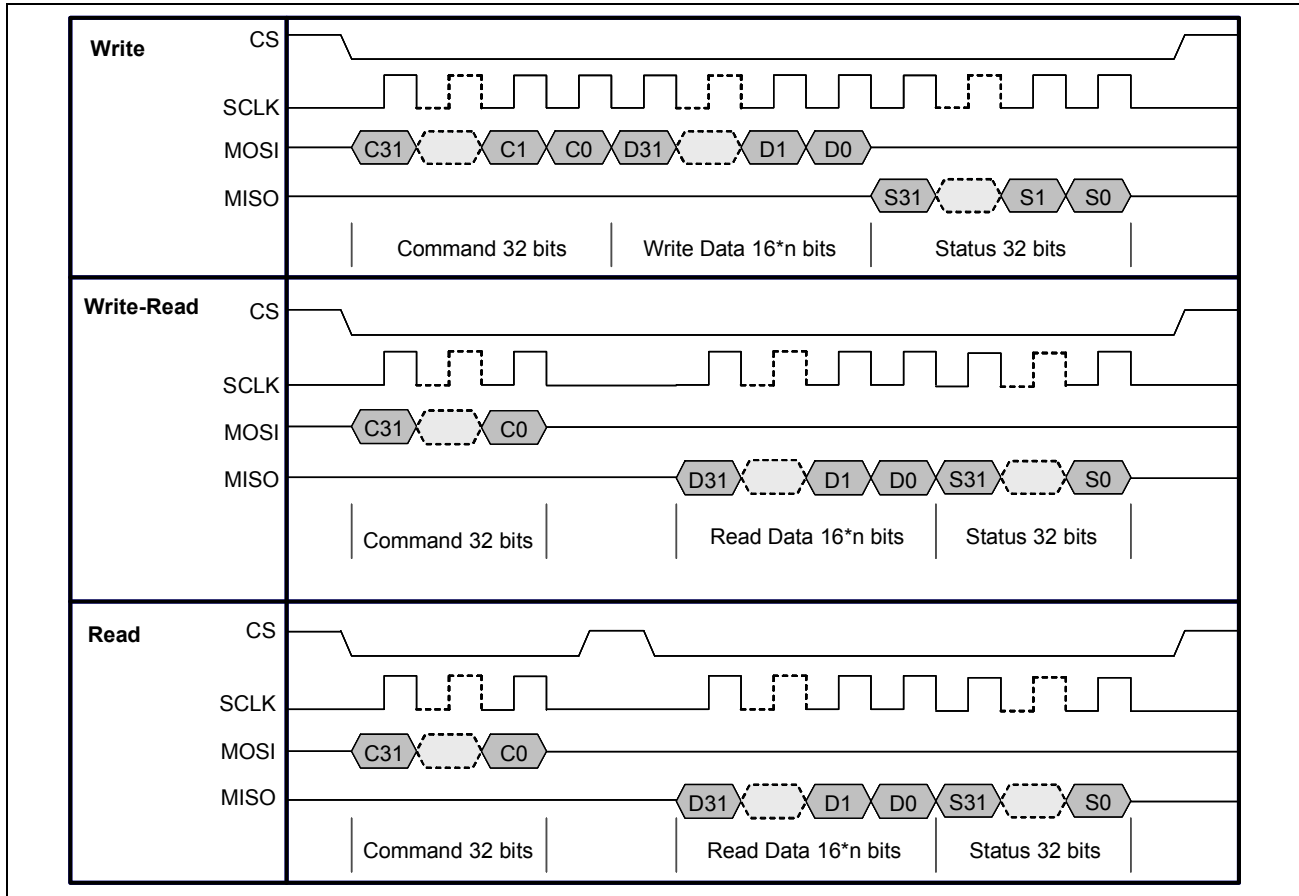 Write
CS
SCLK
MOSI C31 C1 C0 D31 D1 D0
MISO S31 S1 S0
Command 32 bits Write Data 16*n bits Status 32 bits
Write-Read CS
SCLK
MOSI C31 C0
MISO D31 D1 D0 S31 S0
Command 32 bits Read Data 16*n bits Status 32 bits
Read CS
SCLK
MOSI C31 C0
MISO D31 D1 D0 S31 S0
Command 32 bits Read Data 16*n bits Status 32 bits